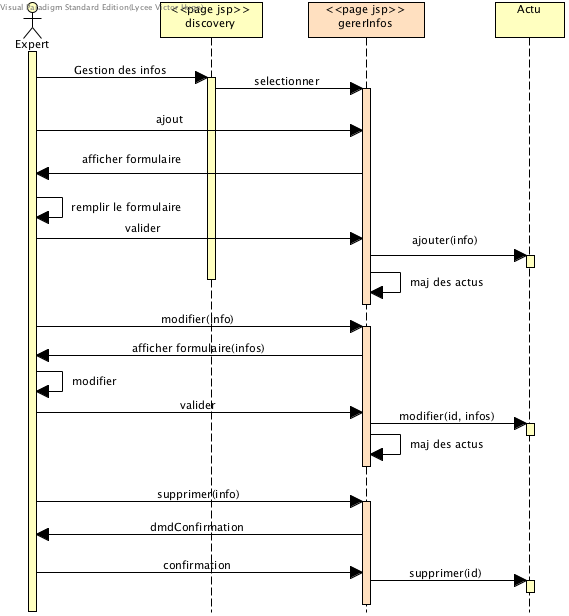 Visual Paradigm Standard Edition(Lycee Victor
<<page jsp>>
discovery
<<page jsp>>
gererInfos
Actu
Expert
Gestion des infos
selectionner
ajout
afficher formulaire
remplir le formulaire
valider
ajouter(info)
maj des actus
modifier(info)
afficher formulaire(infos)
modifier
valider
modifier(id, infos)
maj des actus
supprimer(info)
dmdConfirmation
confirmation
supprimer(id)